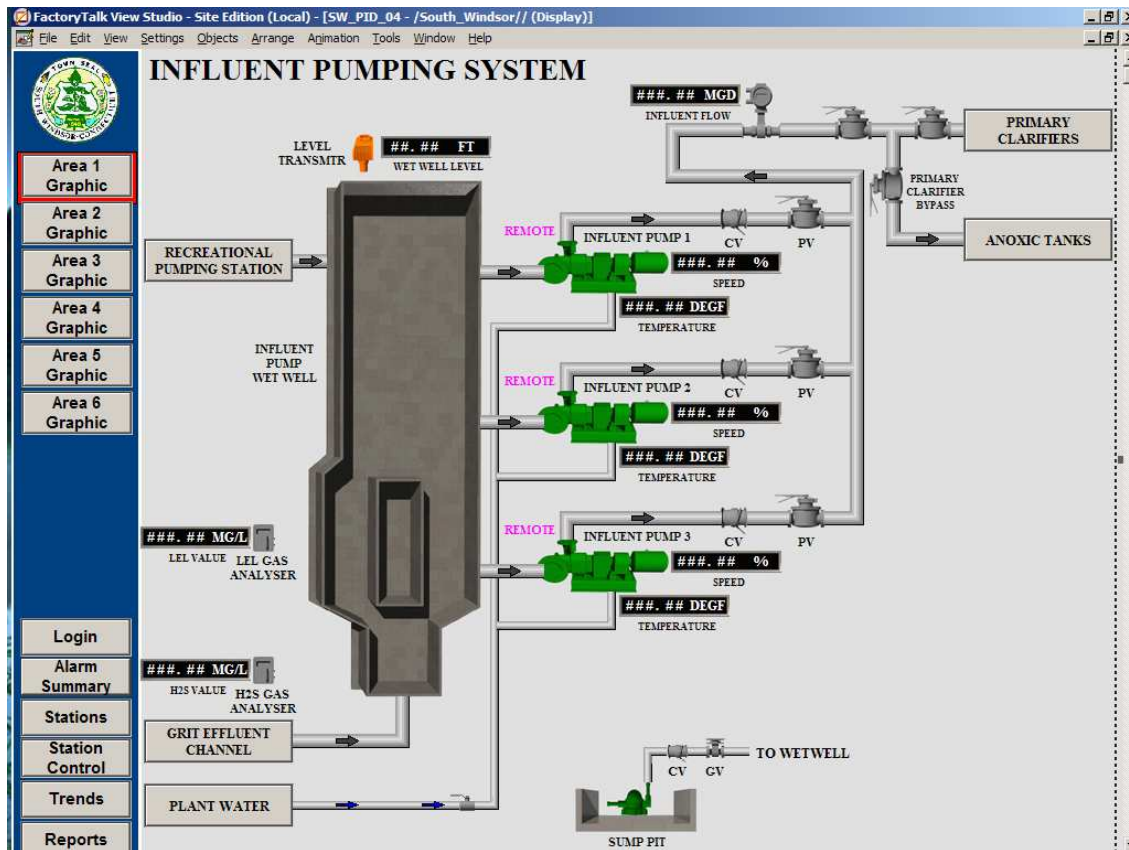 FactoryTalk View Studio - Site Edition (Local) - [SW_PID_04 - /South_Windsor// (Display)]
File Edit View Settings Objects Arrange Animation Tools Window Help
INFLUENT PUMPING SYSTEM
TOWN SEAL
Area 1
Graphic
Area 2
Graphic
Area 3
Graphic
Area 4
Graphic
Area 5
Graphic
Area 6
Graphic
Login
Alarm
Summary
Stations
Station
Control
Trends
Reports
LEVEL
TRANSMTR
##.## FT
WET WELL LEVEL
###.## MGD
INFLUENT FLOW
PRIMARY
CLARIFIERS
PRIMARY
CLARIFIER
BYPASS
ANOXIC TANKS
RECREATIONAL
PUMPING STATION
INFLUENT
PUMP
WET WELL
REMOTE
INFLUENT PUMP 1
CV
PV
###.## %
SPEED
###.## DEGF
TEMPERATURE
REMOTE
INFLUENT PUMP 2
CV
PV
###.## %
SPEED
###.## DEGF
TEMPERATURE
REMOTE
INFLUENT PUMP 3
CV
PV
###.## %
SPEED
###.## DEGF
TEMPERATURE
###.## MG/L
LEL VALUE
LEL GAS
ANALYSER
###.## MG/L
H2S VALUE
H2S GAS
ANALYSER
GRIT EFFLUENT
CHANNEL
PLANT WATER
TO WETWELL
CV
GV
SUMP PIT